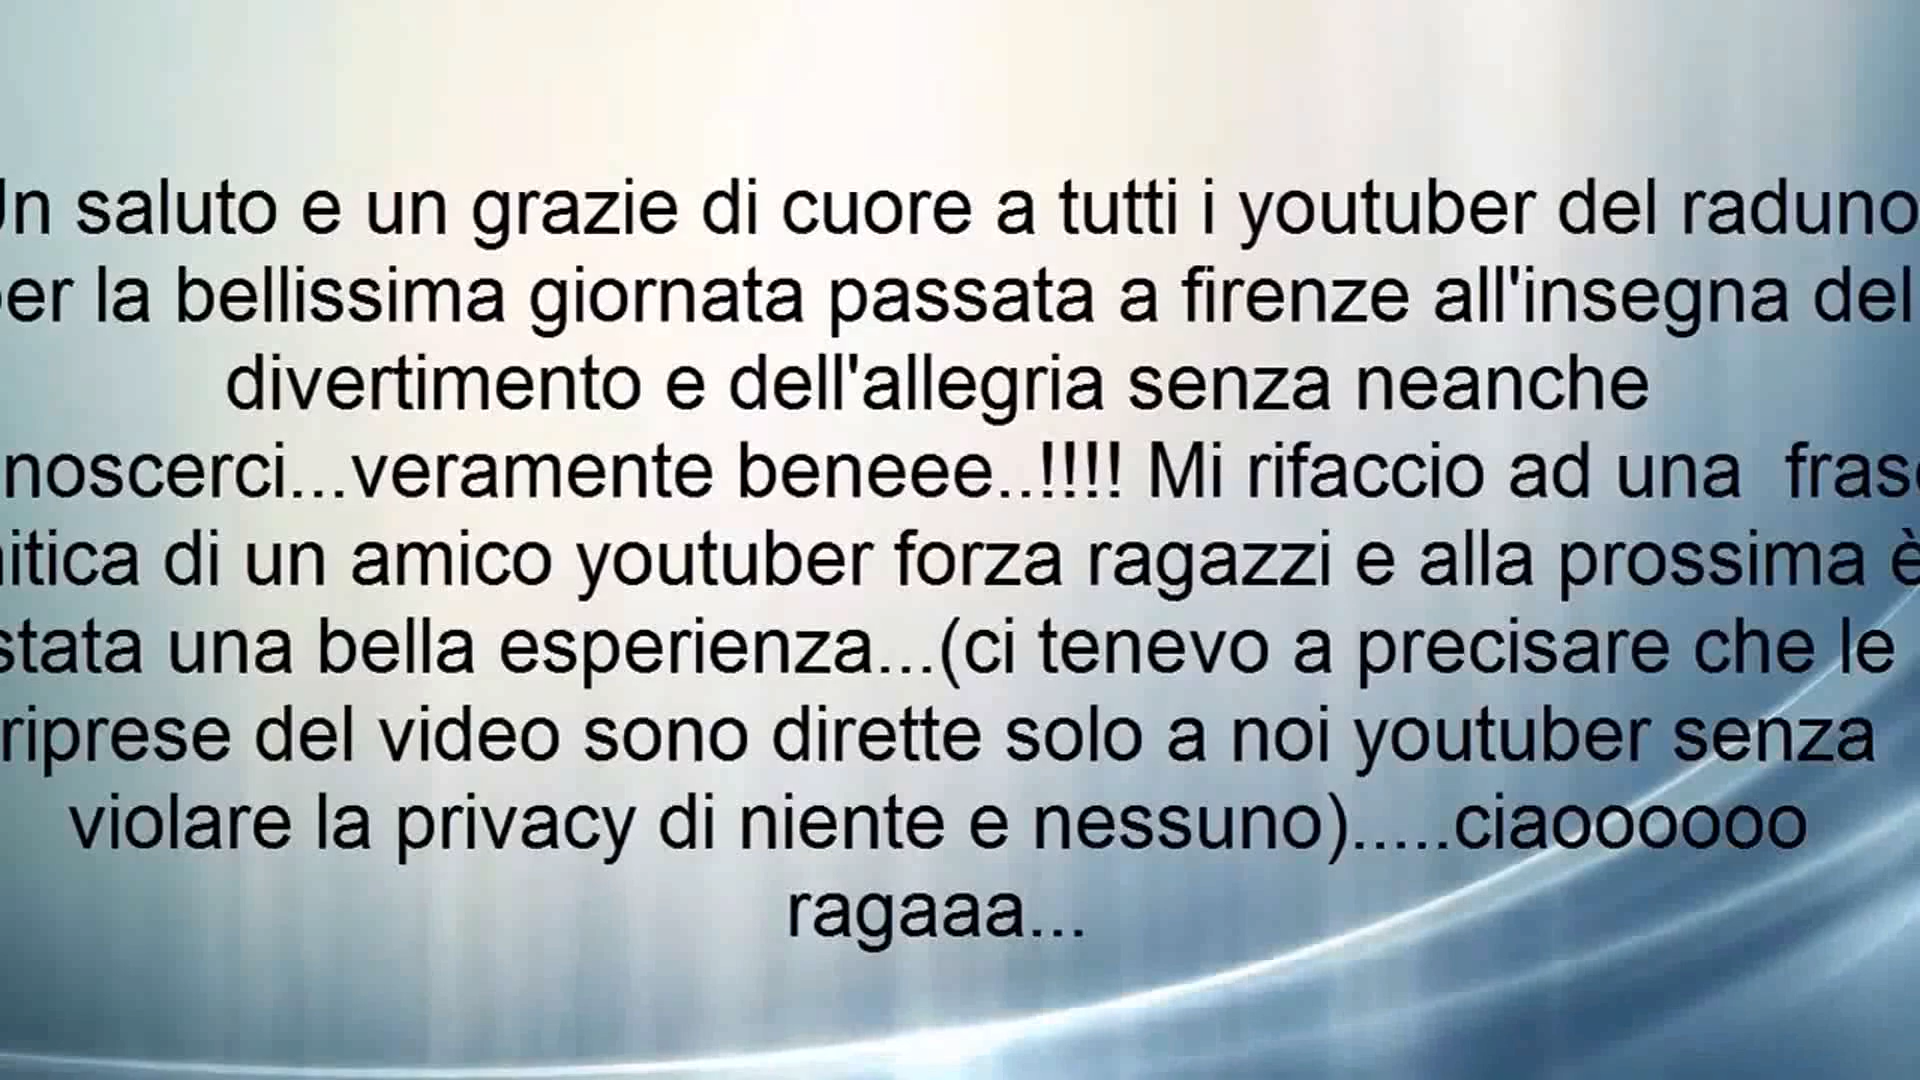 Un saluto e un grazie di cuore a tutti i youtuber del raduno
per la bellissima giornata passata a firenze all'insegna del
divertimento e dell'allegria senza neanche
noscerci...veramente beneee..!!!! Mi rifaccio ad una  frase
mitica di un amico youtuber forza ragazzi e alla prossima è
stata una bella esperienza...(ci tenevo a precisare che le
riprese del video sono dirette solo a noi youtuber senza
violare la privacy di niente e nessuno).....ciaoooooo
ragaaa...